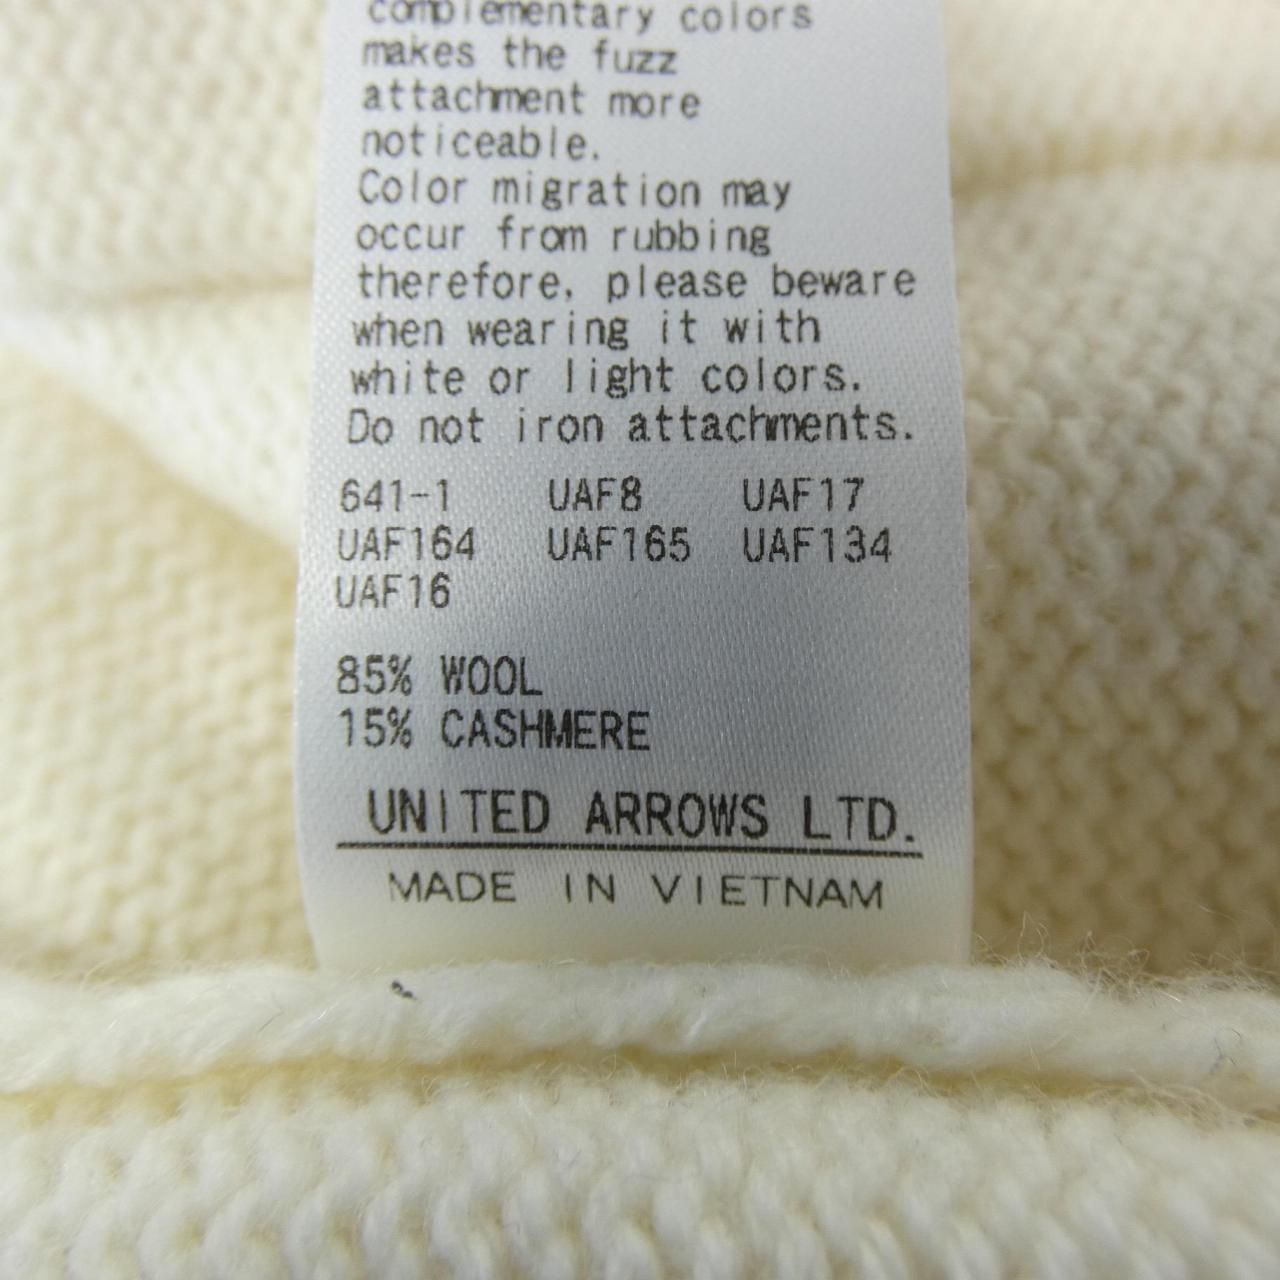 complementary colors
makes the fuzz
attachment more
noticeable.
Color migration may
occur from rubbing
therefore, please beware
when wearing it with
white or light colors.
Do not iron attachments.
641-1 UAF8 UAF17
UAF164 UAF165 UAF134
UAF16
85% WOOL
15% CASHMERE
UNITED ARROWS LTD.
MADE IN VIETNAM